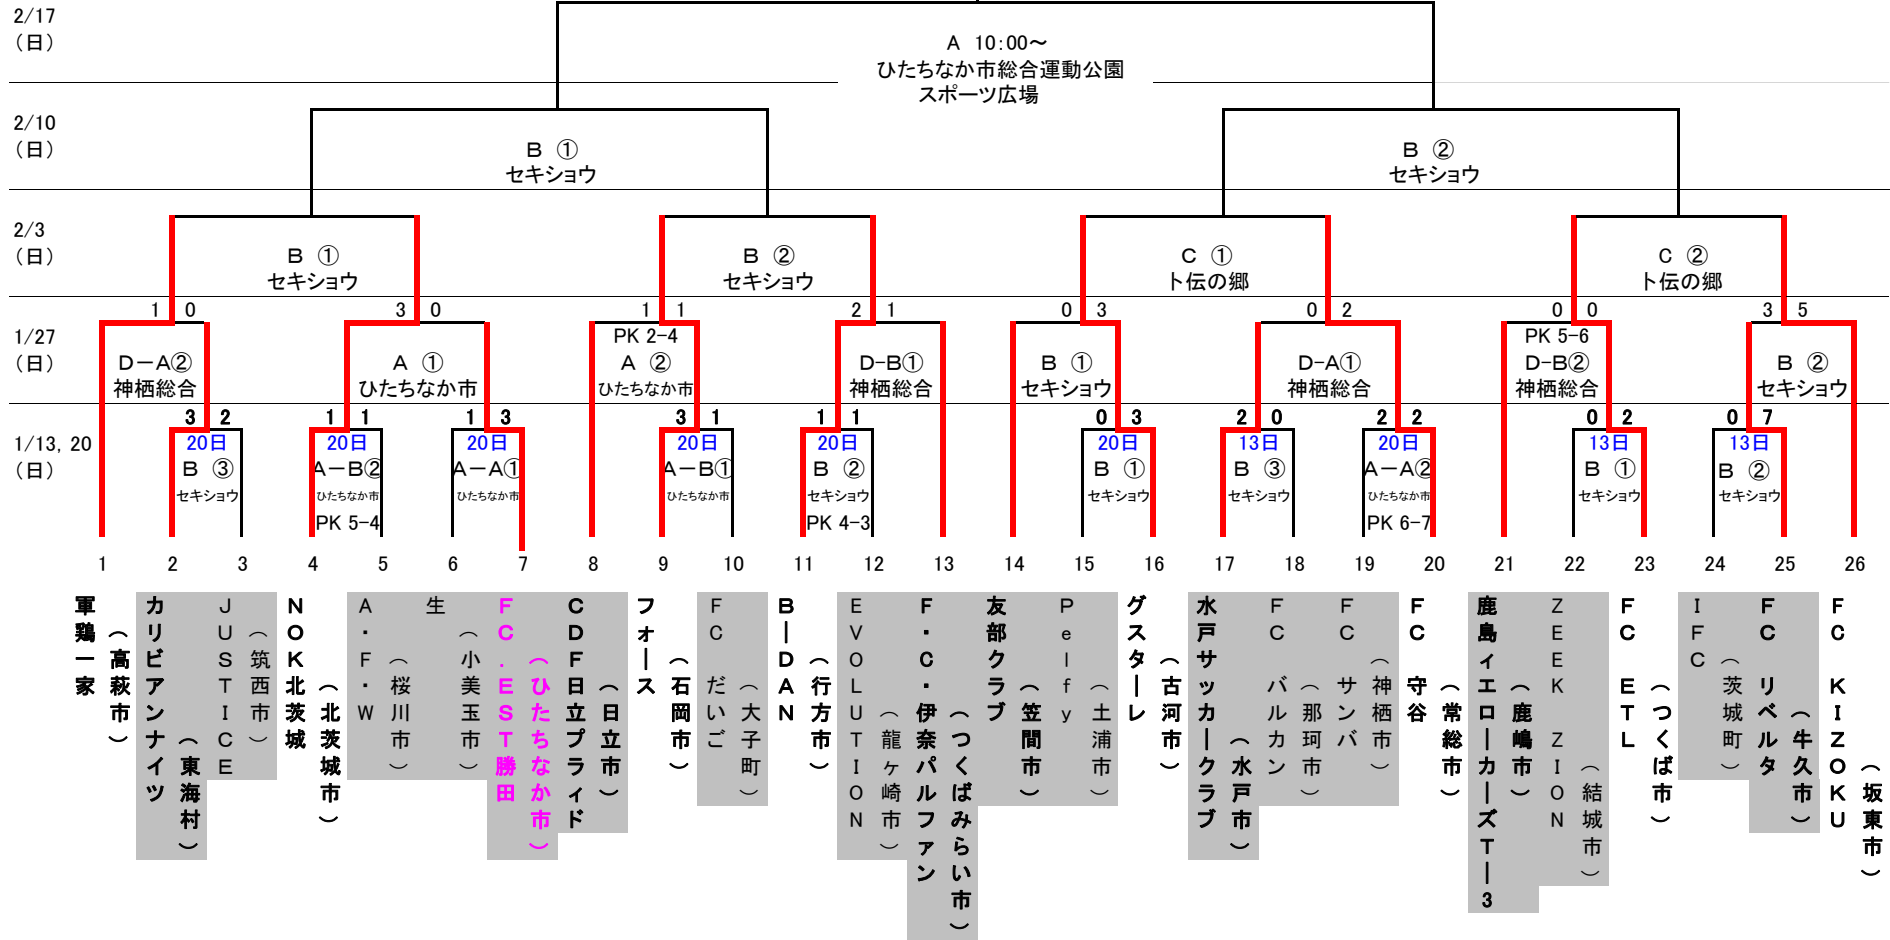 2/17
（日）
A 10:00～
ひたちなか市総合運動公園
スポーツ広場
2/10
（日）
B ①
セキショウ
B ②
セキショウ
2/3
（日）
B ①
セキショウ
B ②
セキショウ
C ①
卜伝の郷
C ②
卜伝の郷
1 0
3 0
1 1
2 1
0 3
0 2
0 0
3 5
1/27
（日）
D－A②
神栖総合
A ①
ひたちなか市
PK 2-4
A ②
ひたちなか市
D-B①
神栖総合
B ①
セキショウ
D-A①
神栖総合
PK 5-6
D-B②
神栖総合
B ②
セキショウ
3 2
1 1
1 3
3 1
1 1
0 3
2 0
2 2
0 2
0 7
1/13, 20
（日）
20日
B ③
セキショウ
20日
A－B②
ひたちなか市
PK 5-4
20日
A－A①
ひたちなか市
20日
A－B①
ひたちなか市
20日
B ②
セキショウ
PK 4-3
20日
B ①
セキショウ
13日
B ③
セキショウ
20日
A－A②
ひたちなか市
PK 6-7
13日
B ①
セキショウ
13日
B ②
セキショウ
1 2 3 4 5 6 7 8 9 10 11 12 13 14 15 16 17 18 19 20 21 22 23 24 25 26
軍鶏一家
（高萩市）
カリビアンナイツ
（東海村）
JUSTICE
（筑西市）
NOK北茨城
（北茨城市）
A・F・W
（桜川市）
生
（小美玉市）
FC.EST勝田
（ひたちなか市）
CDF日立プライド
（日立市）
フォース
（石岡市）
FC だいご
（大子町）
B－DAN
（行方市）
EVOLUTION
（龍ヶ崎市）
F・C・伊奈パルファン
（つくばみらい市）
友部クラブ
（笠間市）
Pelfy
（土浦市）
グスターレ
（古河市）
水戸サッカークラブ
（水戸市）
FC バルカン
（那珂市）
FC サンバ
（神栖市）
FC 守谷
（常総市）
鹿島ィエローカーズT－3
（鹿嶋市）
ZEEK ZION
（結城市）
FC ETL
（つくば市）
IFC
（茨城町）
FC リベルタ
（牛久市）
FC KIZOKU
（坂東市）